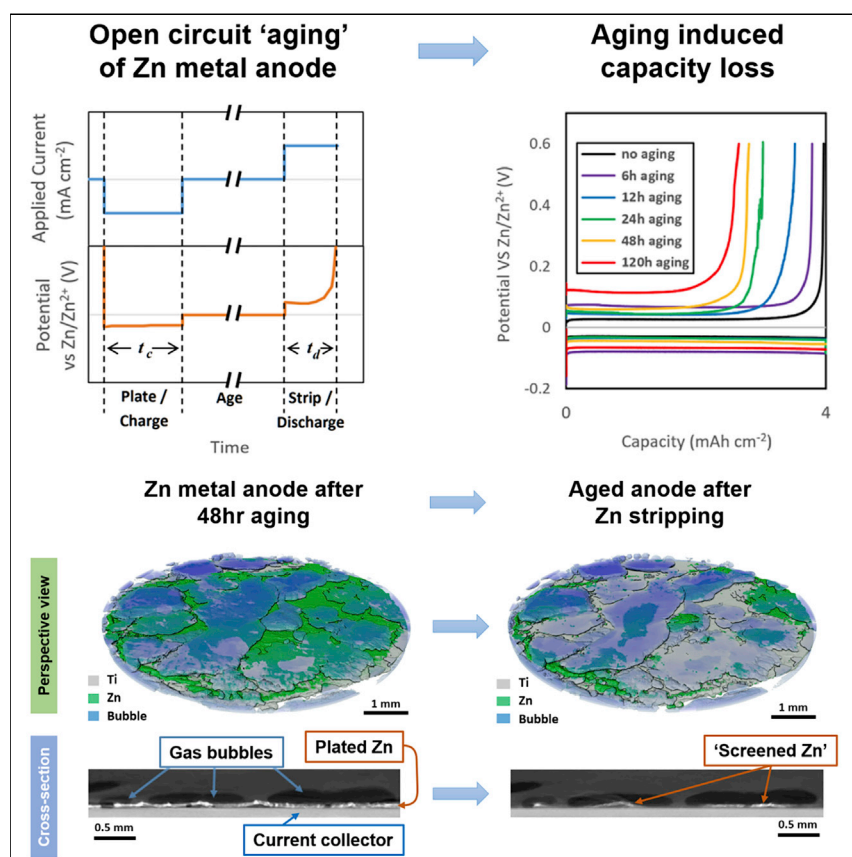 Open circuit ‘aging’
of Zn metal anode
Aging induced
capacity loss
Applied Current
(mA cm-2)
Potential
vs Zn/Zn2+ (V)
tc
td
Plate /
Charge
Age
Strip /
Discharge
Time
Potential VS Zn/Zn2+ (V)
0.6
0.4
0.2
0
-0.2
no aging
6h aging
12h aging
24h aging
48h aging
120h aging
0
4
Capacity (mAh cm-2)
Zn metal anode after
48hr aging
Aged anode after
Zn stripping
Perspective view
Ti
Zn
Bubble
1 mm
Ti
Zn
Bubble
1 mm
Cross-section
Gas bubbles
Plated Zn
Current collector
0.5 mm
‘Screened Zn’
0.5 mm